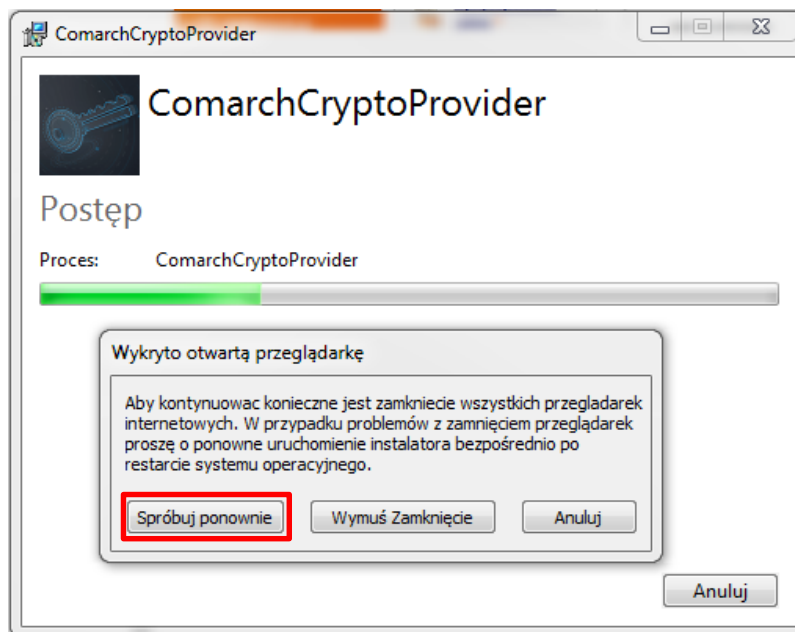 ComarchCryptoProvider
ComarchCryptoProvider
Postęp
Proces: ComarchCryptoProvider
Wykryto otwartą przeglądarkę
Aby kontynuowac konieczne jest zamkniecie wszystkich przegladarek
internetowych. W przypadku problemów z zamnięciem przeglądarek
proszę o ponowne uruchomienie instalatora bezpośrednio po
restarcie systemu operacyjnego.
Spróbuj ponownie Wymuś Zamknięcie Anuluj
Anuluj